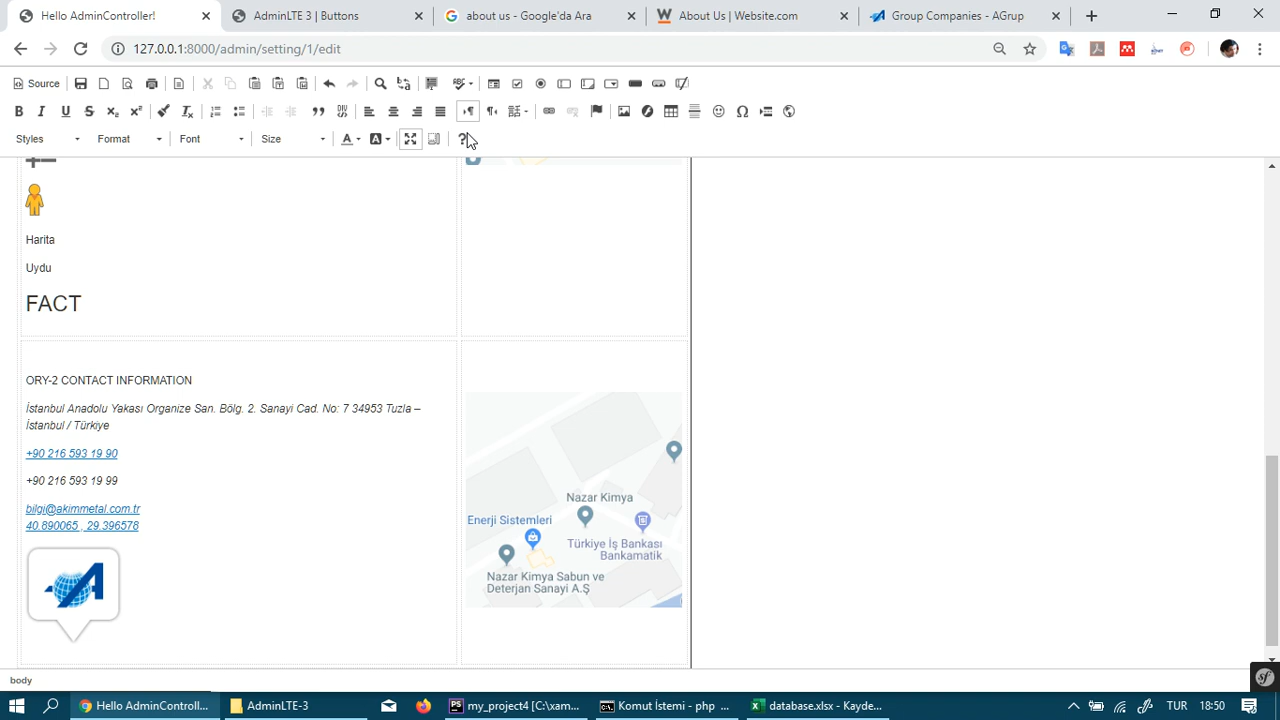 Hello AdminController!
AdminLTE 3 | Buttons
about us - Google'da Ara
About Us | Website.com
Group Companies - AGrup
127.0.0.1:8000/admin/setting/1/edit
Source
Styles Format Font Size
Harita
Uydu
FACT
ORY-2 CONTACT INFORMATION
İstanbul Anadolu Yakası Organize San. Bölg. 2. Sanayi Cad. No: 7 34953 Tuzla –
İstanbul / Türkiye
+90 216 593 19 90
+90 216 593 19 99
bilgi@akimmetal.com.tr
40.890065 , 29.396578
Nazar Kimya
Enerji Sistemleri
Türkiye İş Bankası
Bankamatik
Nazar Kimya Sabun ve
Deterjan Sanayi A.Ş
body
Hello AdminControll...
AdminLTE-3
my_project4 [C:\xam...
Komut İstemi - php ...
database.xlsx - Kayde...
TUR
18:50